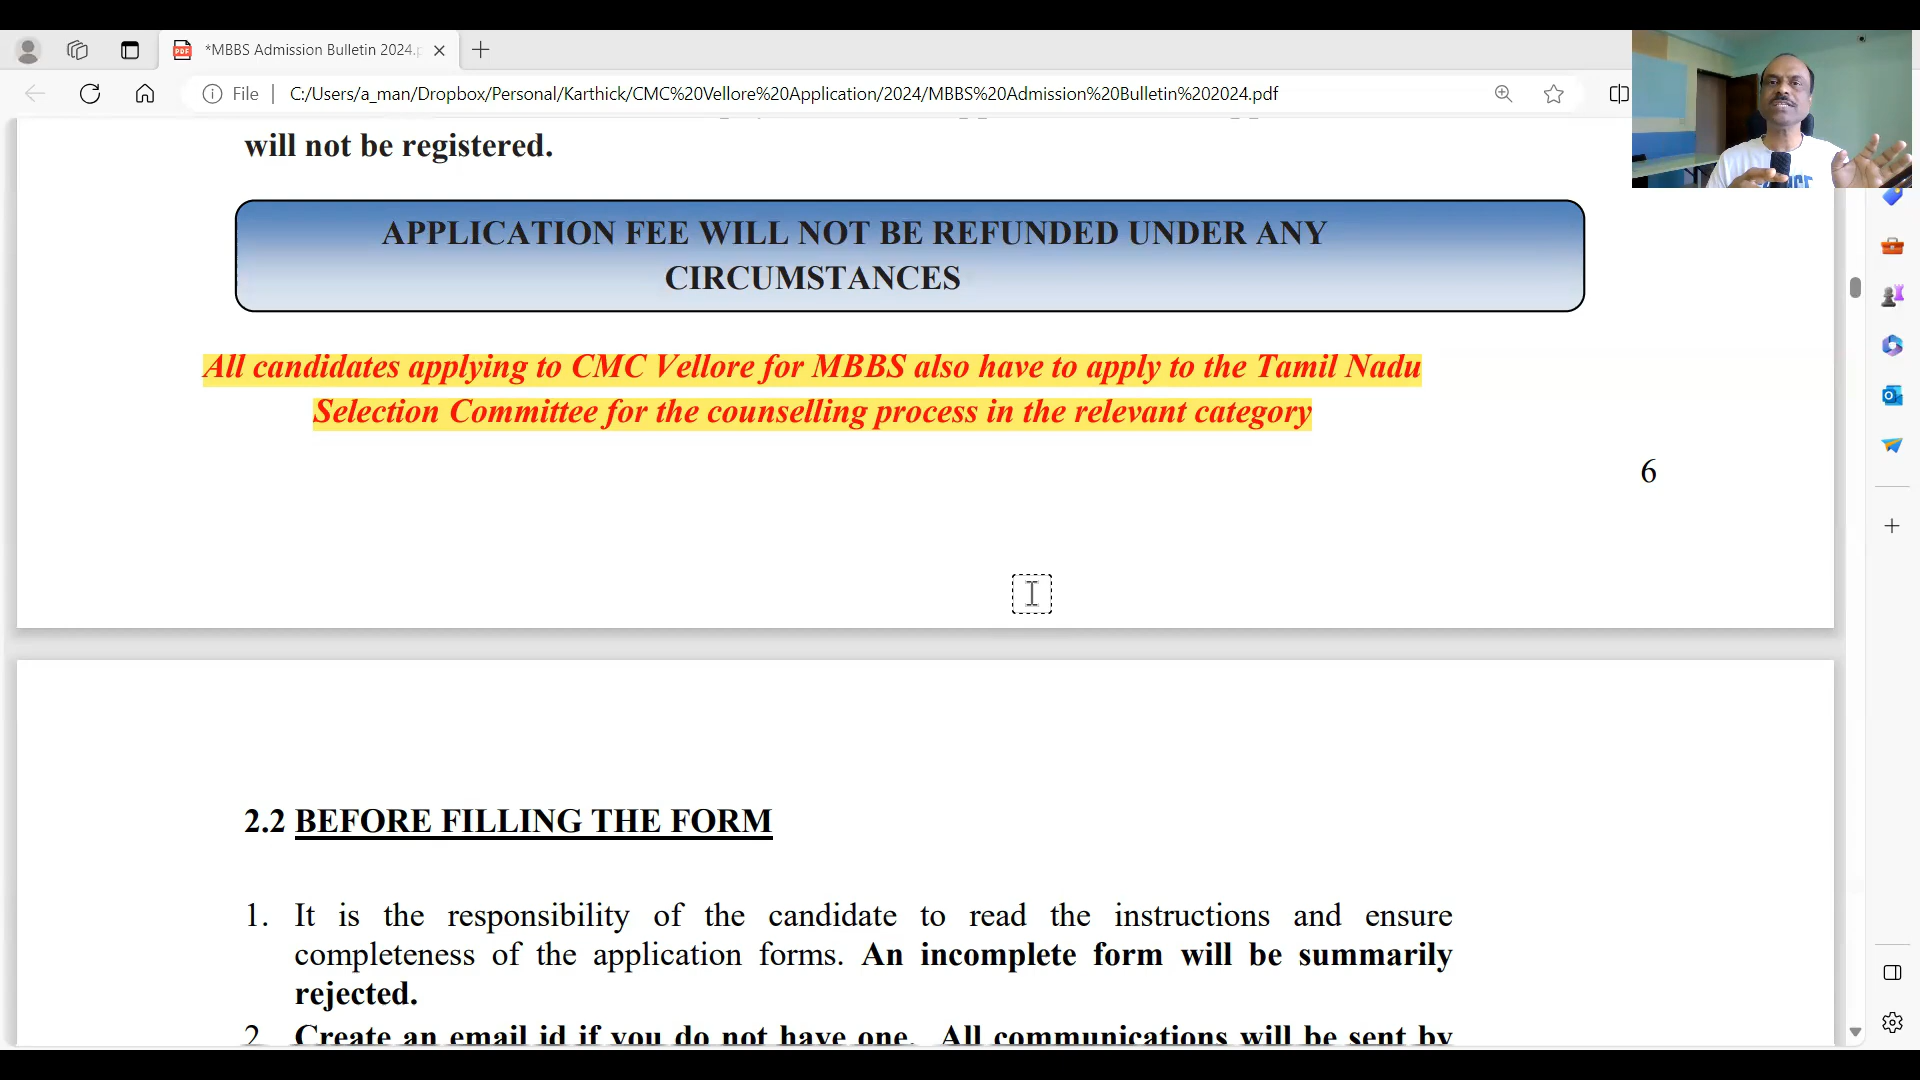 *MBBS Admission Bulletin 2024.p
File
C:/Users/a_man/Dropbox/Personal/Karthick/CMC%20Vellore%20Application/2024/MBBS%20Admission%20Bulletin%202024.pdf
will not be registered.
APPLICATION FEE WILL NOT BE REFUNDED UNDER ANY
CIRCUMSTANCES
All candidates applying to CMC Vellore for MBBS also have to apply to the Tamil Nadu
Selection Committee for the counselling process in the relevant category
6
2.2 BEFORE FILLING THE FORM
1. It is the responsibility of the candidate to read the instructions and ensure
completeness of the application forms. An incomplete form will be summarily
rejected.
2. Create an email id if you do not have one. All communications will be sent by